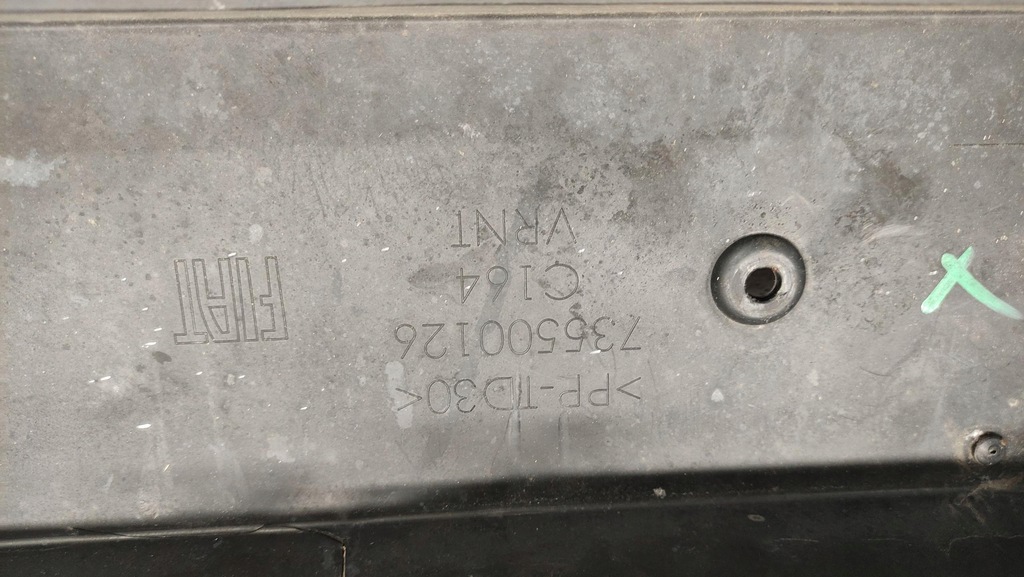 >PP-TD30<
735500126
C164
VRNT
FIAT